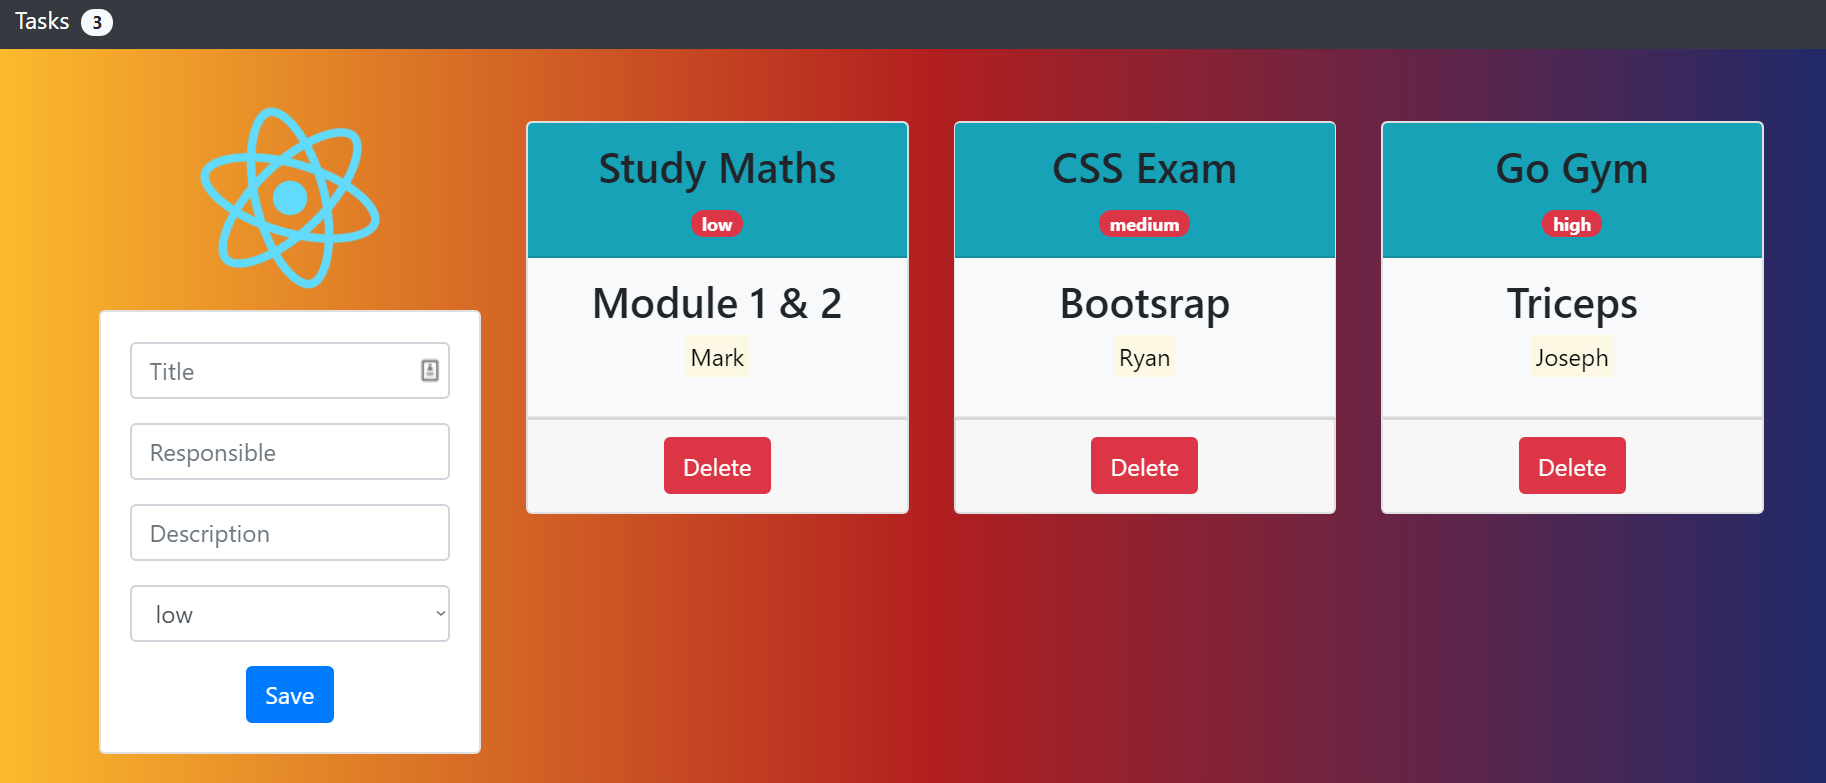 Tasks 3
Title
Responsible
Description
low
Save
Study Maths
low
Module 1 & 2
Mark
Delete
CSS Exam
medium
Bootsrap
Ryan
Delete
Go Gym
high
Triceps
Joseph
Delete